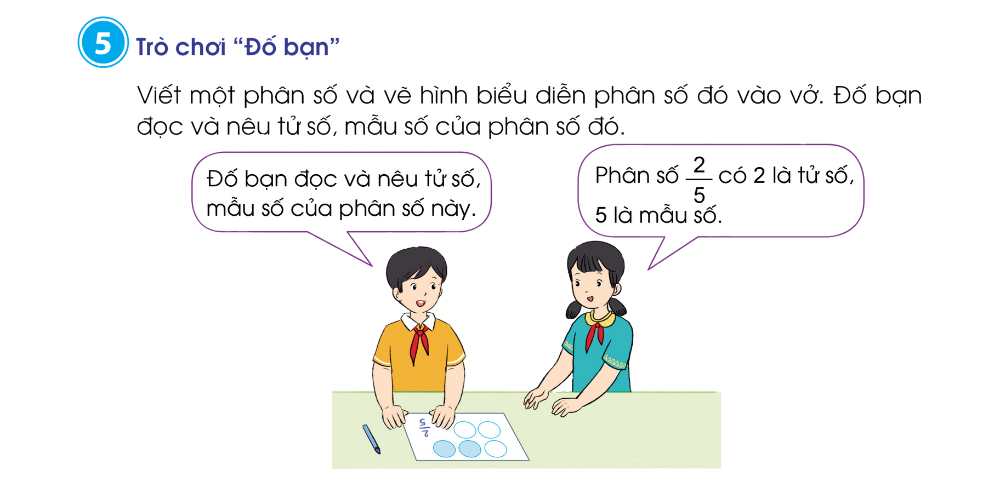 5 Trò chơi “Đố bạn”
Viết một phân số và vẽ hình biểu diễn phân số đó vào vở. Đố bạn
đọc và nêu tử số, mẫu số của phân số đó.
Đố bạn đọc và nêu tử số,
mẫu số của phân số này.
Phân số 2/5 có 2 là tử số,
5 là mẫu số.
2/5